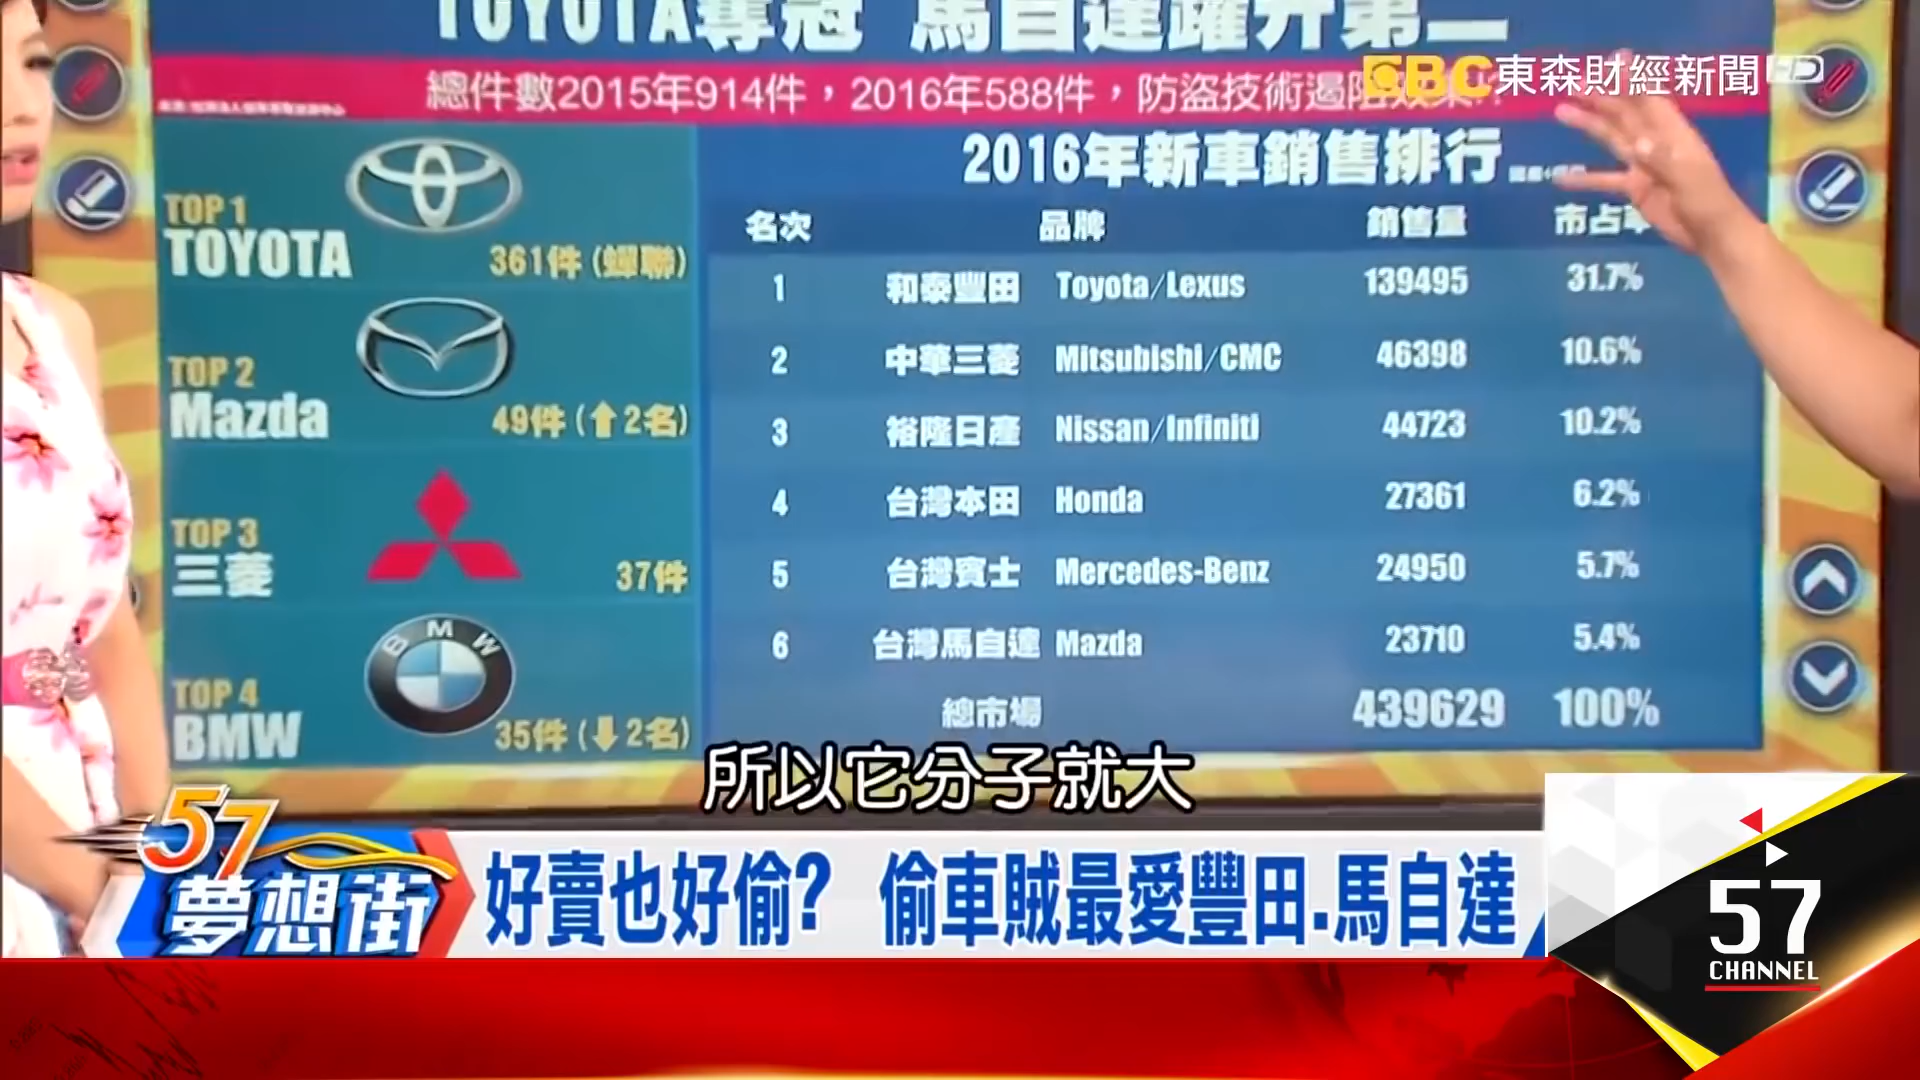 TOYOTA奪冠 馬自達躍升第二
總件數2015年914件，2016年588件，防盜技術遏阻效果!?
EBC東森財經新聞HD
TOP 1
TOYOTA
361件 (蟬聯)
TOP 2
Mazda
49件 (⬆2名)
TOP 3
三菱
37件
BMW
TOP 4
BMW
35件 (⬇2名)
2016年新車銷售排行
名次 品牌 銷售量 市占率
1 和泰豐田 Toyota/Lexus 139495 31.7%
2 中華三菱 Mitsubishi/CMC 46398 10.6%
3 裕隆日產 Nissan/Infiniti 44723 10.2%
4 台灣本田 Honda 27361 6.2%
5 台灣賓士 Mercedes-Benz 24950 5.7%
6 台灣馬自達 Mazda 23710 5.4%
總市場 439629 100%
所以它分子就大
57夢想街
好賣也好偷? 偷車賊最愛豐田.馬自達
57
CHANNEL